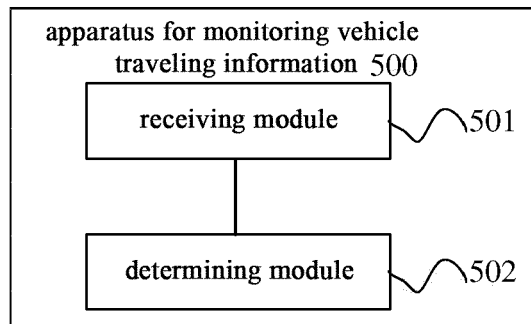 apparatus for monitoring vehicle
traveling information 500
receiving module 501
determining module 502